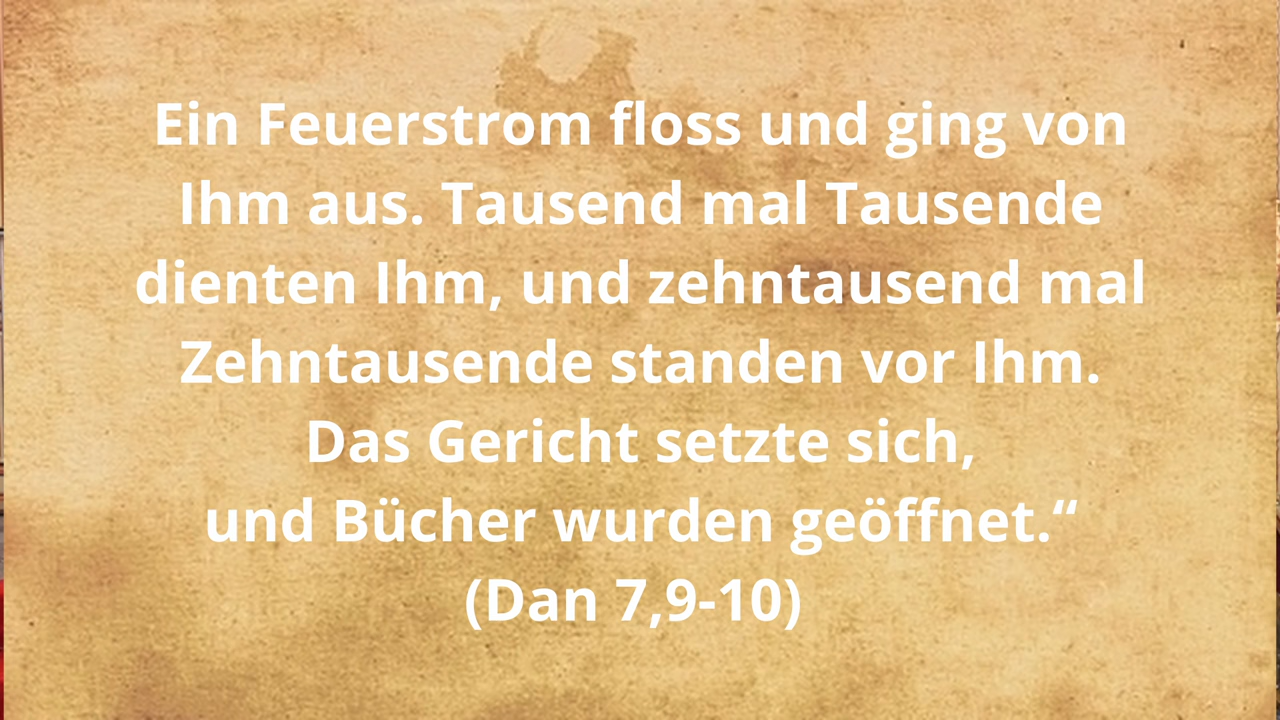 Ein Feuerstrom floss und ging von
Ihm aus. Tausend mal Tausende
dienten Ihm, und zehntausend mal
Zehntausende standen vor Ihm.
Das Gericht setzte sich,
und Bücher wurden geöffnet.“
(Dan 7,9-10)